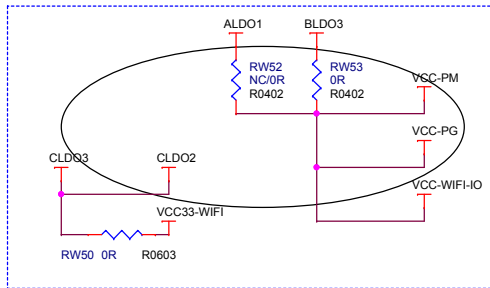 ALDO1
BLDO3
RW52
NC/0R
R0402
RW53
0R
R0402
VCC-PM
VCC-PG
CLDO3
CLDO2
VCC-WIFI-IO
VCC33-WIFI
RW50 0R
R0603